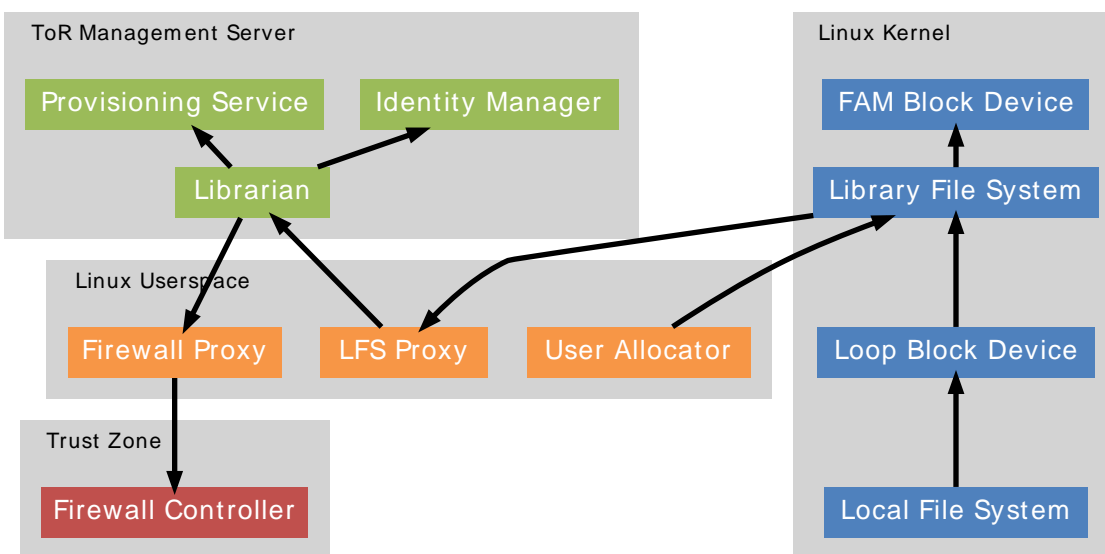 ToR Management Server
Linux Kernel
Provisioning Service
Identity Manager
FAM Block Device
Librarian
Library File System
Linux Userspace
Firewall Proxy
LFS Proxy
User Allocator
Loop Block Device
Trust Zone
Firewall Controller
Local File System